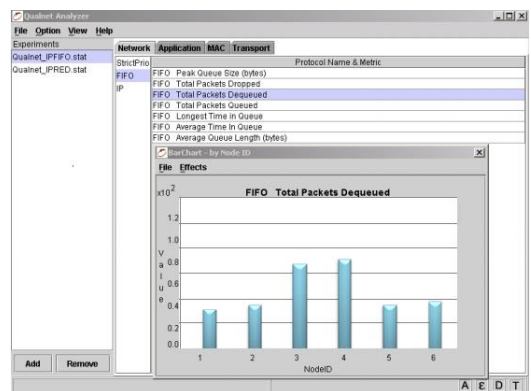 Qualnet Analyzer
File Option View Help
Experiments
Qualnet_IPFIFO.stat
Qualnet_IPRED.stat
Network Application MAC Transport
StrictPrio
FIFO
IP
Protocol Name & Metric
FIFO Peak Queue Size (bytes)
FIFO Total Packets Dropped
FIFO Total Packets Dequeued
FIFO Total Packets Queued
FIFO Longest Time in Queue
FIFO Average Time In Queue
FIFO Average Queue Length (bytes)
BarChart - by Node ID
File Effects
x10^2
FIFO Total Packets Dequeued
1.2
1.0
0.8
0.6
0.4
0.2
0.0
Value
1 2 3 4 5 6
NodeID
Add Remove
A E D T